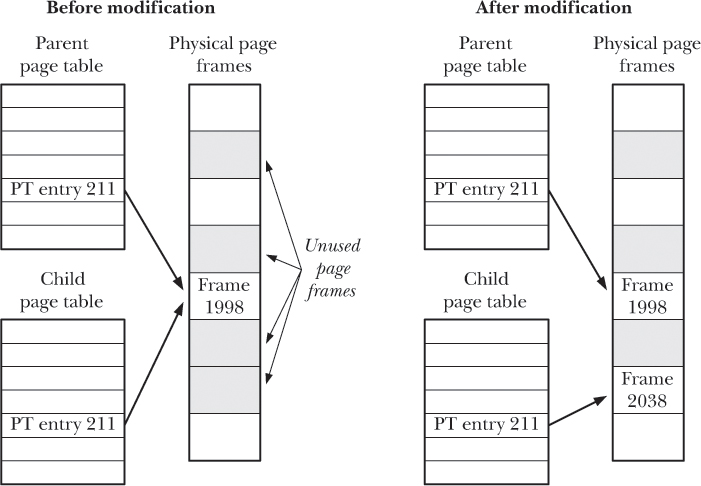 Before modification
Parent
page table
Physical page
frames
PT entry 211
Child
page table
Frame
1998
PT entry 211
Unused
page
frames
After modification
Parent
page table
Physical page
frames
PT entry 211
Child
page table
Frame
1998
Frame
2038
PT entry 211